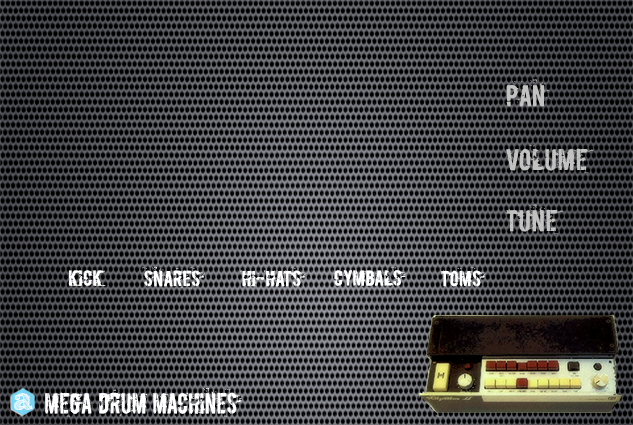 PAN
VOLUME
TUNE
KICK SNARES HI-HATS CYMBALS TOMS
MEGA DRUM MACHINES